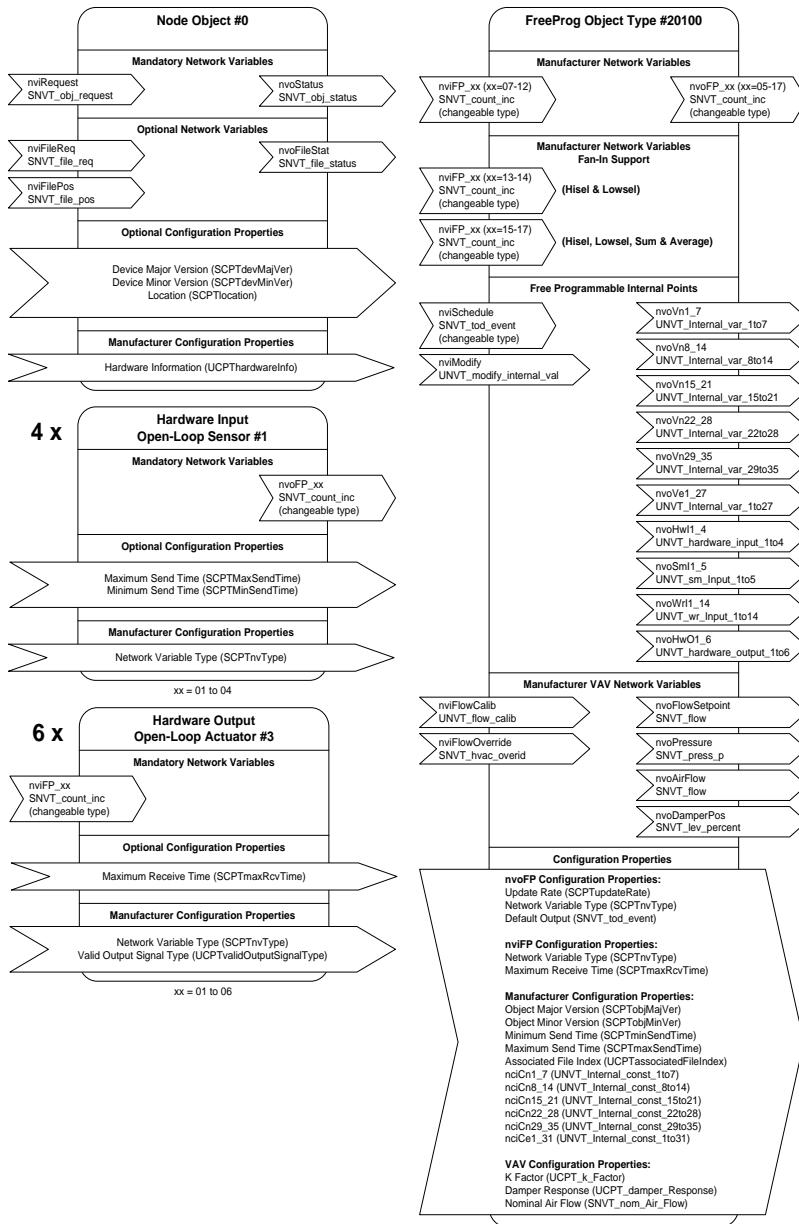 Node Object #0
Mandatory Network Variables
nviRequest
SNVT_obj_request
nvoStatus
SNVT_obj_status
Optional Network Variables
nviFileReq
SNVT_file_req
nvoFileStat
SNVT_file_status
nviFilePos
SNVT_file_pos
Optional Configuration Properties
Device Major Version (SCPTdevMajVer)
Device Minor Version (SCPTdevMinVer)
Location (SCPTlocation)
Manufacturer Configuration Properties
Hardware Information (UCPThardwareInfo)
4 x
Hardware Input
Open-Loop Sensor #1
Mandatory Network Variables
nvoFP_xx
SNVT_count_inc
(changeable type)
Optional Configuration Properties
Maximum Send Time (SCPTMaxSendTime)
Minimum Send Time (SCPTMinSendTime)
Manufacturer Configuration Properties
Network Variable Type (SCPTnvType)
xx = 01 to 04
6 x
Hardware Output
Open-Loop Actuator #3
Mandatory Network Variables
nviFP_xx
SNVT_count_inc
(changeable type)
Optional Configuration Properties
Maximum Receive Time (SCPTmaxRcvTime)
Manufacturer Configuration Properties
Network Variable Type (SCPTnvType)
Valid Output Signal Type (UCPTvalidOutputSignalType)
xx = 01 to 06
FreeProg Object Type #20100
Manufacturer Network Variables
nviFP_xx (xx=07-12)
SNVT_count_inc
(changeable type)
nvoFP_xx (xx=05-17)
SNVT_count_inc
(changeable type)
Manufacturer Network Variables
Fan-In Support
nviFP_xx (xx=13-14)
SNVT_count_inc
(changeable type)
(Hisel & Lowsel)
nviFP_xx (xx=15-17)
SNVT_count_inc
(changeable type)
(Hisel, Lowsel, Sum & Average)
Free Programmable Internal Points
nviSchedule
SNVT_tod_event
(changeable type)
nviModify
UNVT_modify_internal_val
nvoVn1_7
UNVT_Internal_var_1to7
nvoVn8_14
UNVT_Internal_var_8to14
nvoVn15_21
UNVT_Internal_var_15to21
nvoVn22_28
UNVT_Internal_var_22to28
nvoVn29_35
UNVT_Internal_var_29to35
nvoVe1_27
UNVT_Internal_var_1to27
nvoHwI1_4
UNVT_hardware_input_1to4
nvoSmI1_5
UNVT_sm_Input_1to5
nvoWrI1_14
UNVT_wr_Input_1to14
nvoHwO1_6
UNVT_hardware_output_1to6
Manufacturer VAV Network Variables
nviFlowCalib
UNVT_flow_calib
nviFlowOverride
SNVT_hvac_overid
nvoFlowSetpoint
SNVT_flow
nvoPressure
SNVT_press_p
nvoAirFlow
SNVT_flow
nvoDamperPos
SNVT_lev_percent
Configuration Properties
nvoFP Configuration Properties:
Update Rate (SCPTupdateRate)
Network Variable Type (SCPTnvType)
Default Output (SNVT_tod_event)
nviFP Configuration Properties:
Network Variable Type (SCPTnvType)
Maximum Receive Time (SCPTmaxRcvTime)
Manufacturer Configuration Properties:
Object Major Version (SCPTobjMajVer)
Object Minor Version (SCPTobjMinVer)
Minimum Send Time (SCPTminSendTime)
Maximum Send Time (SCPTmaxSendTime)
Associated File Index (UCPTassociatedFileIndex)
nciCn1_7 (UNVT_Internal_const_1to7)
nciCn8_14 (UNVT_Internal_const_8to14)
nciCn15_21 (UNVT_Internal_const_15to21)
nciCn22_28 (UNVT_Internal_const_22to28)
nciCn29_35 (UNVT_Internal_const_29to35)
nciCe1_31 (UNVT_Internal_const_1to31)
VAV Configuration Properties:
K Factor (UCPT_k_Factor)
Damper Response (UCPT_damper_Response)
Nominal Air Flow (SNVT_nom_Air_Flow)